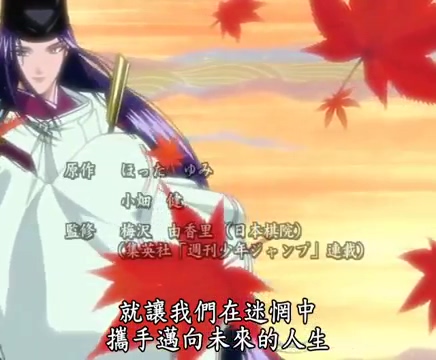 原作 ほった ゆみ
小畑 健
監修 梅沢 由香里(日本棋院)
(集英社「週刊少年ジャンプ」連載)
就讓我們在迷惘中
攜手邁向未來的人生